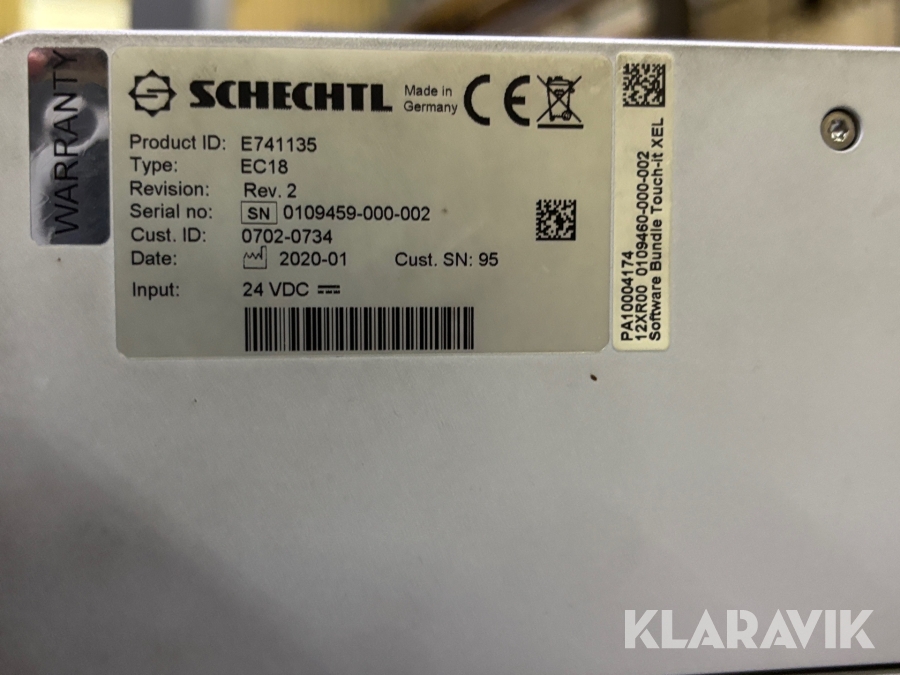 WARRANTY
SCHECHTL
Made in
Germany
CE
Product ID: E741135
Type: EC18
Revision: Rev. 2
Serial no: SN 0109459-000-002
Cust. ID: 0702-0734
Date: 2020-01 Cust. SN: 95
Input: 24 VDC
PA10004174
12XR00 0109460-000-002
Software Bundle Touch-it XEL
KLARAVIK